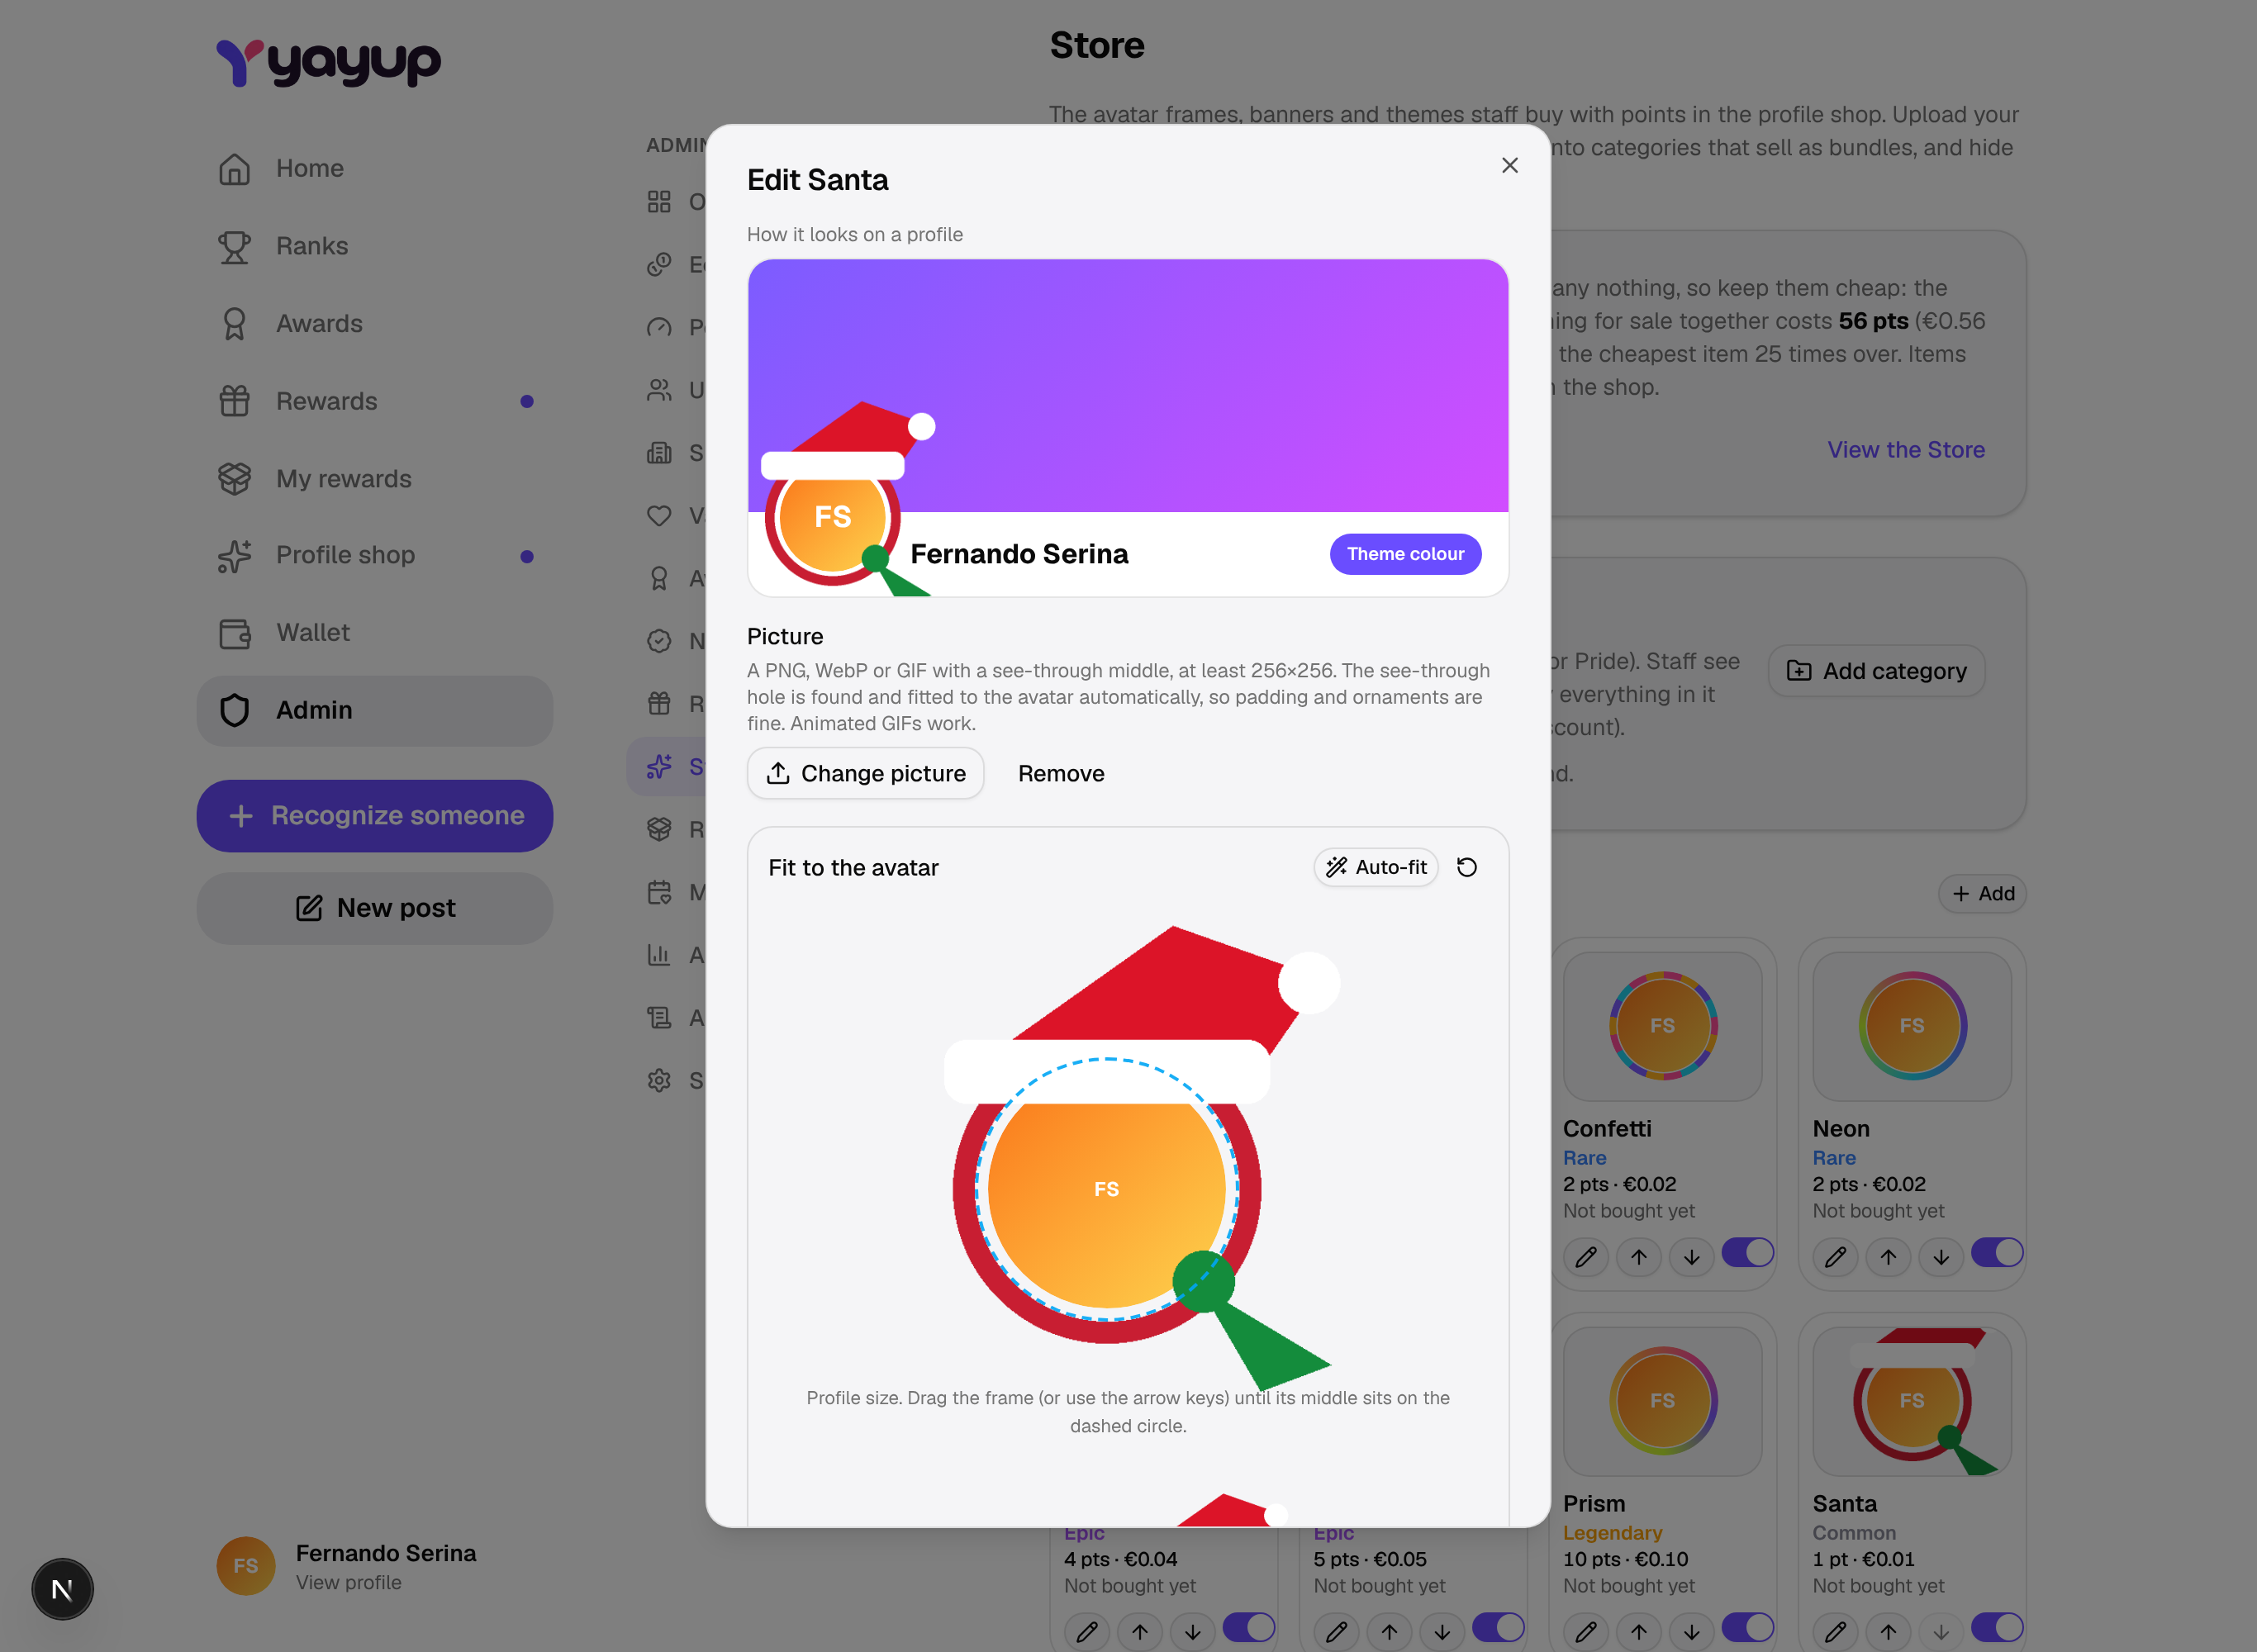 yayup
Home
Ranks
Awards
Rewards
My rewards
Profile shop
Wallet
Admin
Recognize someone
New post
FS
Fernando Serina
View profile
N
Store
The avatar frames, banners and themes staff buy with points in the profile shop. Upload your
nto categories that sell as bundles, and hide
any nothing, so keep them cheap: the
for sale together costs 56 pts (€0.56
the cheapest item 25 times over. Items
the shop.
View the Store
or Pride). Staff see
everything in it
Add category
Add
Edit Santa
How it looks on a profile
FS
Fernando Serina
Theme colour
Picture
A PNG, WebP or GIF with a see-through middle, at least 256×256. The see-through
hole is found and fitted to the avatar automatically, so padding and ornaments are
fine. Animated GIFs work.
Change picture
Remove
Fit to the avatar
Auto-fit
FS
Profile size. Drag the frame (or use the arrow keys) until its middle sits on the
dashed circle.
FS
Confetti
Rare
2 pts · €0.02
Not bought yet
FS
Neon
Rare
2 pts · €0.02
Not bought yet
Epic
4 pts · €0.04
Not bought yet
Epic
5 pts · €0.05
Not bought yet
FS
Prism
Legendary
10 pts · €0.10
Not bought yet
FS
Santa
Common
1 pt · €0.01
Not bought yet